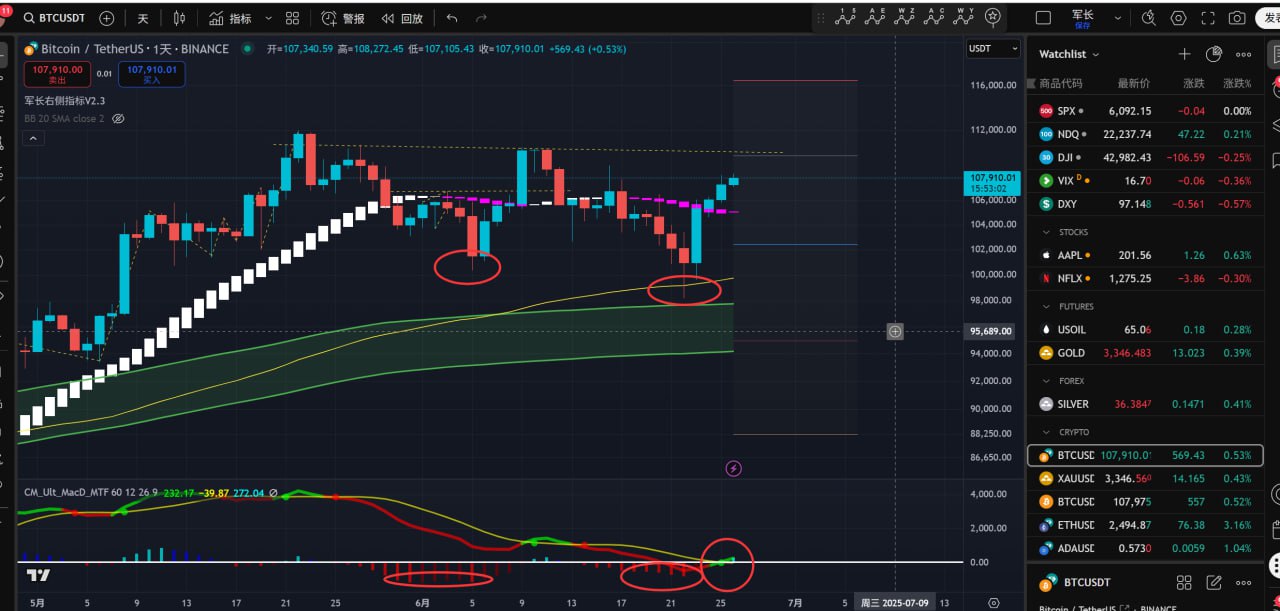 11
BTCUSDT
天
指标
警报
回放
1 5
A E
W Z
A C
W Y
军长
保存
Bitcoin / TetherUS · 1天 · BINANCE
开=107,340.59 高=108,272.45 低=107,105.43 收=107,910.01 +569.43 (+0.53%)
107,910.00
卖出
0.01
107,910.01
买入
军长右侧指标V2.3
BB 20 SMA close 2
USDT
116,000.00
112,000.00
107,910.01
15:53:02
106,000.00
104,000.00
102,000.00
100,000.00
98,000.00
95,689.00
94,000.00
92,000.00
90,000.00
88,250.00
86,650.00
CM_Ult_MacD_MTF 60 12 26 9 232.17 −39.87 272.04 ∅
4,000.00
2,000.00
0.00
5月 5 9 13 17 21 25 6月 5 9 13 17 21 25 7月 5 周三 2025-07-09 13
Watchlist
商品代码 最新价 涨跌 涨跌%
SPX 6,092.15 −0.04 0.00%
NDQ 22,237.74 47.22 0.21%
DJI 42,982.43 −106.59 −0.25%
VIX D 16.70 −0.06 −0.36%
DXY 97.148 −0.561 −0.57%
STOCKS
AAPL 201.56 1.26 0.63%
NFLX 1,275.25 −3.86 −0.30%
FUTURES
USOIL 65.06 0.18 0.28%
GOLD 3,346.483 13.023 0.39%
FOREX
SILVER 36.3847 0.1471 0.41%
CRYPTO
BTCUSD 107,910.01 569.43 0.53%
XAUUSD 3,346.560 14.165 0.43%
BTCUSD 107,975 557 0.52%
ETHUSD 2,494.87 76.38 3.16%
ADAUSD 0.5730 0.0059 1.04%
BTCUSDT
Bitcoin / TetherUS · BINANCE